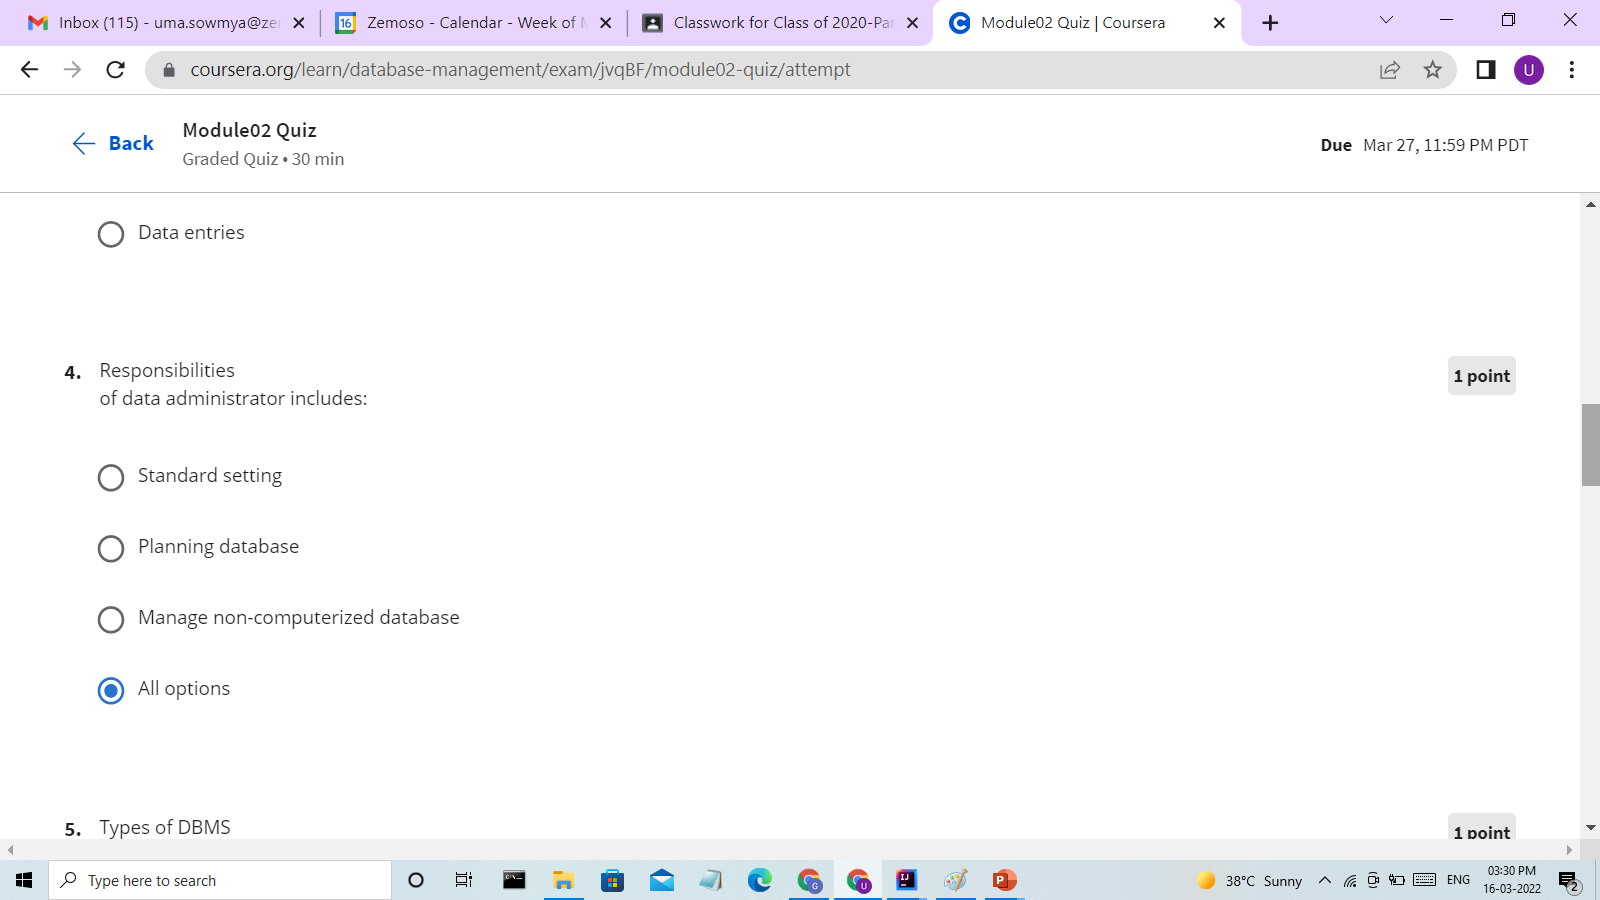 Inbox (115) - uma.sowmya@ze
Zemoso - Calendar - Week of
Classwork for Class of 2020-Par
Module02 Quiz | Coursera
coursera.org/learn/database-management/exam/jvqBF/module02-quiz/attempt
U
Back
Module02 Quiz
Graded Quiz • 30 min
Due Mar 27, 11:59 PM PDT
Data entries
4. Responsibilities
of data administrator includes:
1 point
Standard setting
Planning database
Manage non-computerized database
All options
5. Types of DBMS
1 point
Type here to search
38°C Sunny
ENG
03:30 PM
16-03-2022
2